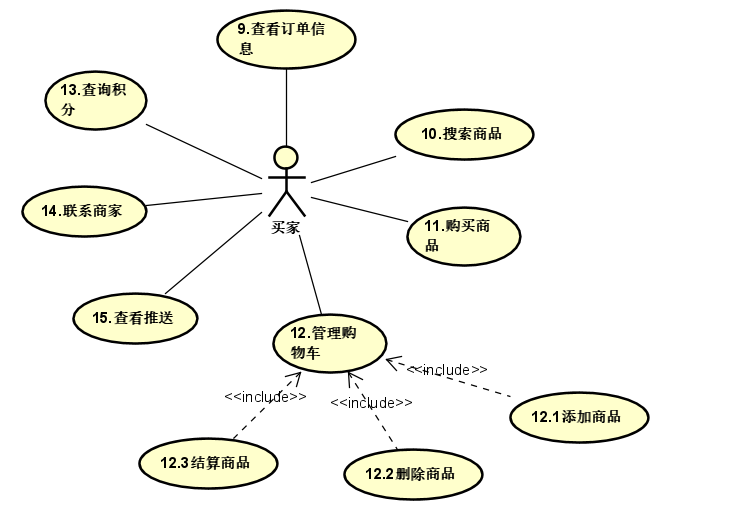 9.查看订单信
息
13.查询积
分
10.搜索商品
14.联系商家
11.购买商
品
买家
15.查看推送
12.管理购
物车
<<include>>
<<include>>
<<include>>
12.1添加商品
12.3结算商品
12.2删除商品